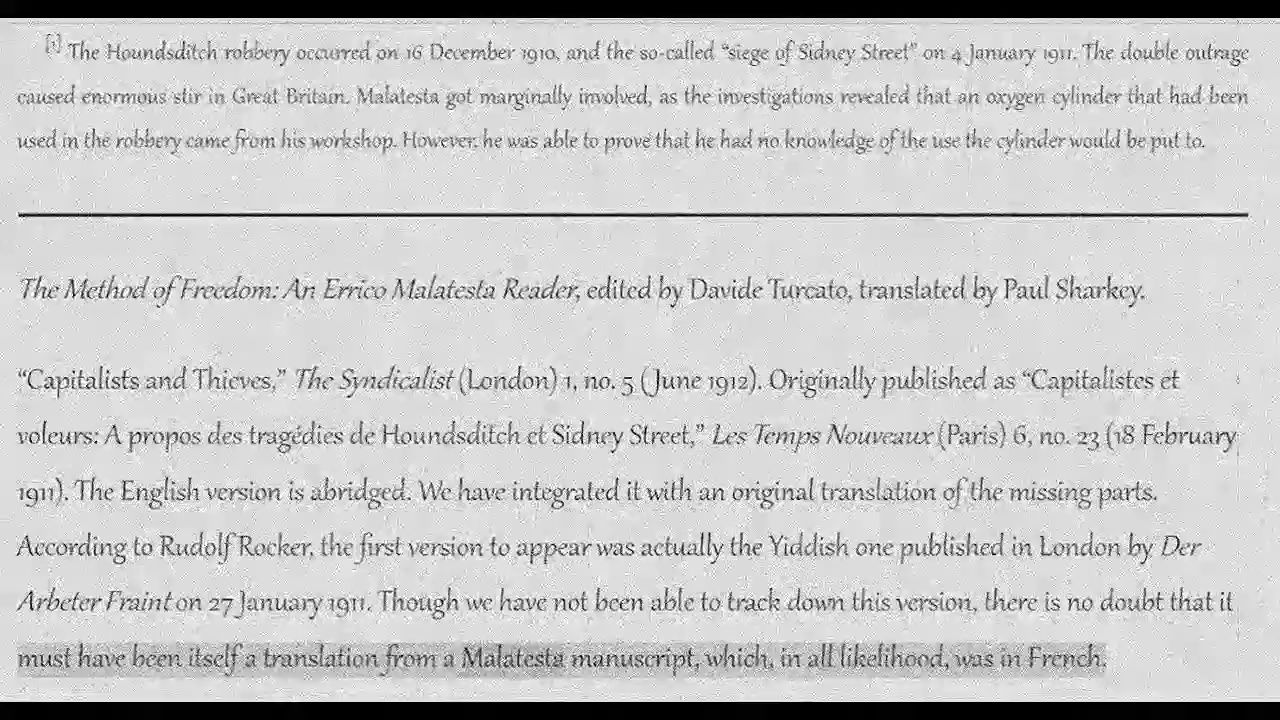 [1] The Houndsditch robbery occurred on 16 December 1910, and the so-called “siege of Sidney Street” on 4 January 1911. The double outrage
caused enormous stir in Great Britain. Malatesta got marginally involved, as the investigations revealed that an oxygen cylinder that had been
used in the robbery came from his workshop. However, he was able to prove that he had no knowledge of the use the cylinder would be put to.
The Method of Freedom: An Errico Malatesta Reader, edited by Davide Turcato, translated by Paul Sharkey.
“Capitalists and Thieves,” The Syndicalist (London) 1, no. 5 (June 1912). Originally published as “Capitalistes et
voleurs: A propos des tragédies de Houndsditch et Sidney Street,” Les Temps Nouveaux (Paris) 6, no. 23 (18 February
1911). The English version is abridged. We have integrated it with an original translation of the missing parts.
According to Rudolf Rocker, the first version to appear was actually the Yiddish one published in London by Der
Arbeter Fraint on 27 January 1911. Though we have not been able to track down this version, there is no doubt that it
must have been itself a translation from a Malatesta manuscript, which, in all likelihood, was in French.